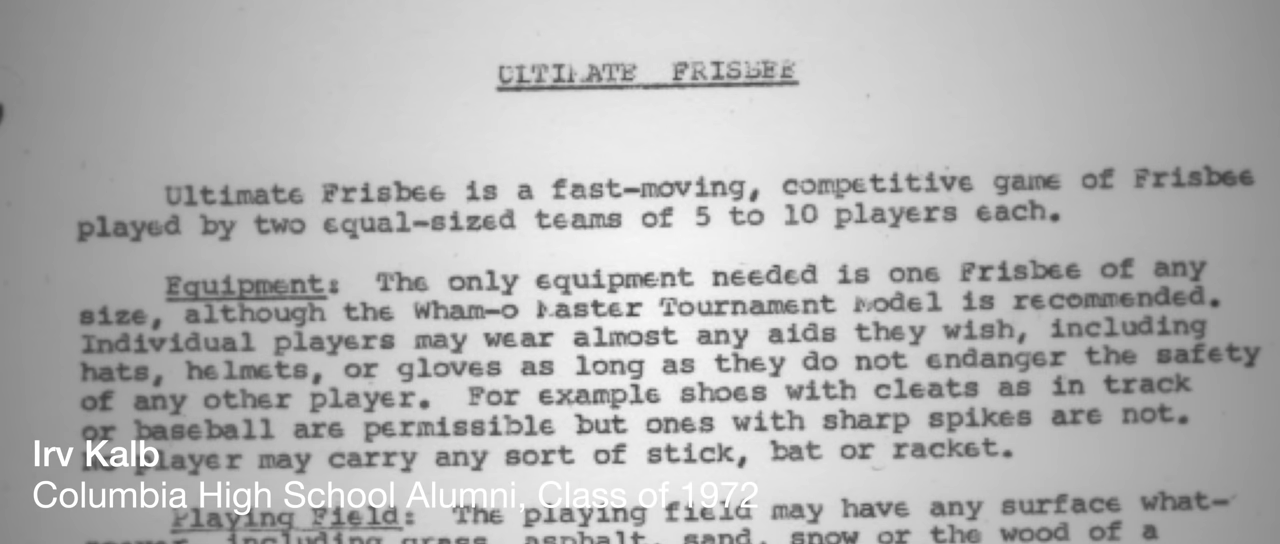 ULTIMATE FRISBEE
Ultimate Frisbee is a fast-moving, competitive game of Frisbee
played by two equal-sized teams of 5 to 10 players each.
Equipment: The only equipment needed is one Frisbee of any
size, although the Wham-o Master Tournament Model is recommended.
Individual players may wear almost any aids they wish, including
hats, helmets, or gloves as long as they do not endanger the safety
of any other player. For example shoes with cleats as in track
or baseball are permissible but ones with sharp spikes are not.
player may carry any sort of stick, bat or racket.
Irv Kalb
Columbia High School Alumni, Class of 1972
Playing Field: The playing field may have any surface what-
including grass, asphalt, sand, snow or the wood of a